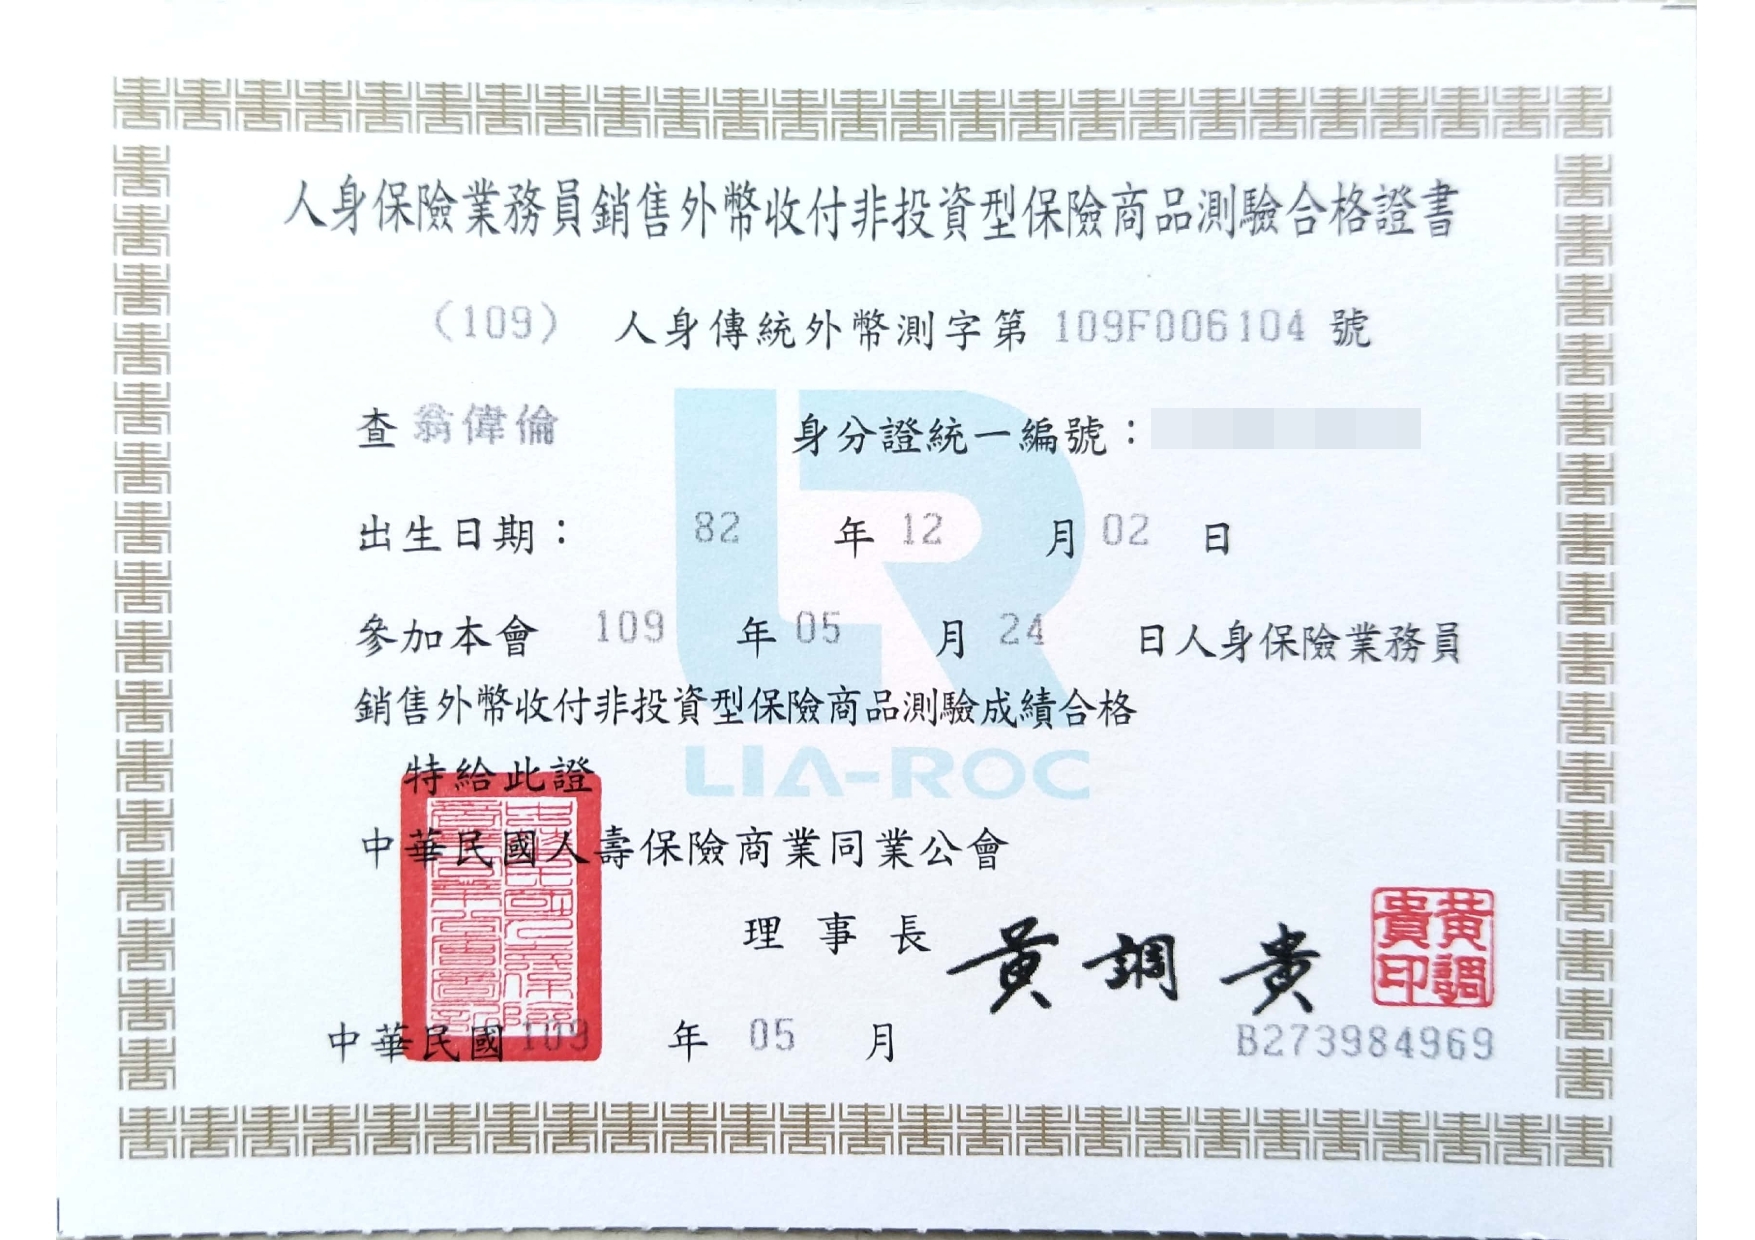 人身保險業務員銷售外幣收付非投資型保險商品測驗合格證書
(109) 人身傳統外幣測字第 109F006104 號
查 翁偉倫 身分證統一編號：
出生日期： 82 年 12 月 02 日
參加本會 109 年 05 月 24 日人身保險業務員
銷售外幣收付非投資型保險商品測驗成績合格
LIA-ROC
特給此證
中華民國人壽保險商業同業公會
理事長 黃調貴
黃調貴印
中華民國 109 年 05 月
B273984969